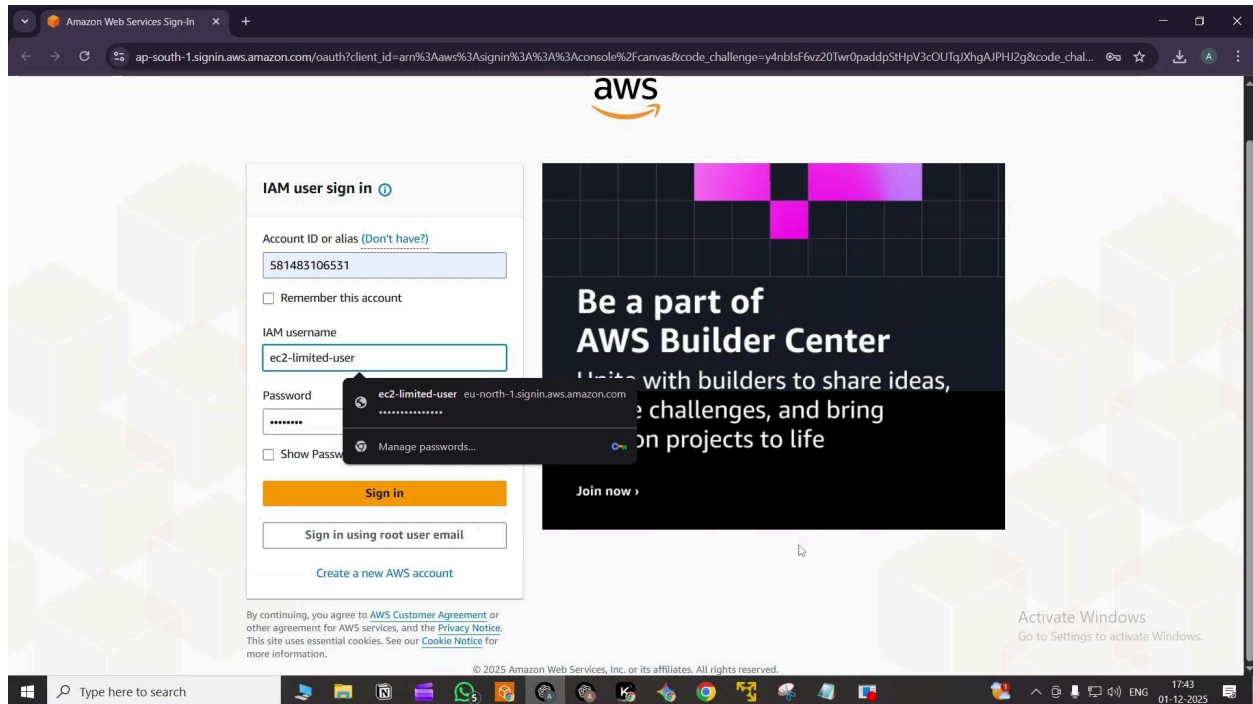 Amazon Web Services Sign-In
ap-south-1.signin.aws.amazon.com/oauth?client_id=arn%3Aaws%3Asignin%3A%3A%3Aconsole%2Fcanvas&code_challenge=y4nblsF6vz20Twr0paddpStHpV3cOUTqJXhgAJPHJ2g&code_chal...
A
aws
IAM user sign in
Account ID or alias (Don't have?)
581483106531
Remember this account
IAM username
ec2-limited-user
Password
ec2-limited-user eu-north-1.signin.aws.amazon.com
•••••••••••••••
••••••••
Manage passwords...
Show Passw
Sign in
Sign in using root user email
Create a new AWS account
By continuing, you agree to AWS Customer Agreement or
other agreement for AWS services, and the Privacy Notice.
This site uses essential cookies. See our Cookie Notice for
more information.
Be a part of
AWS Builder Center
with builders to share ideas,
challenges, and bring
on projects to life
Join now ›
Activate Windows
Go to Settings to activate Windows.
© 2025 Amazon Web Services, Inc. or its affiliates. All rights reserved.
Type here to search
5
ENG
17:43
01-12-2025